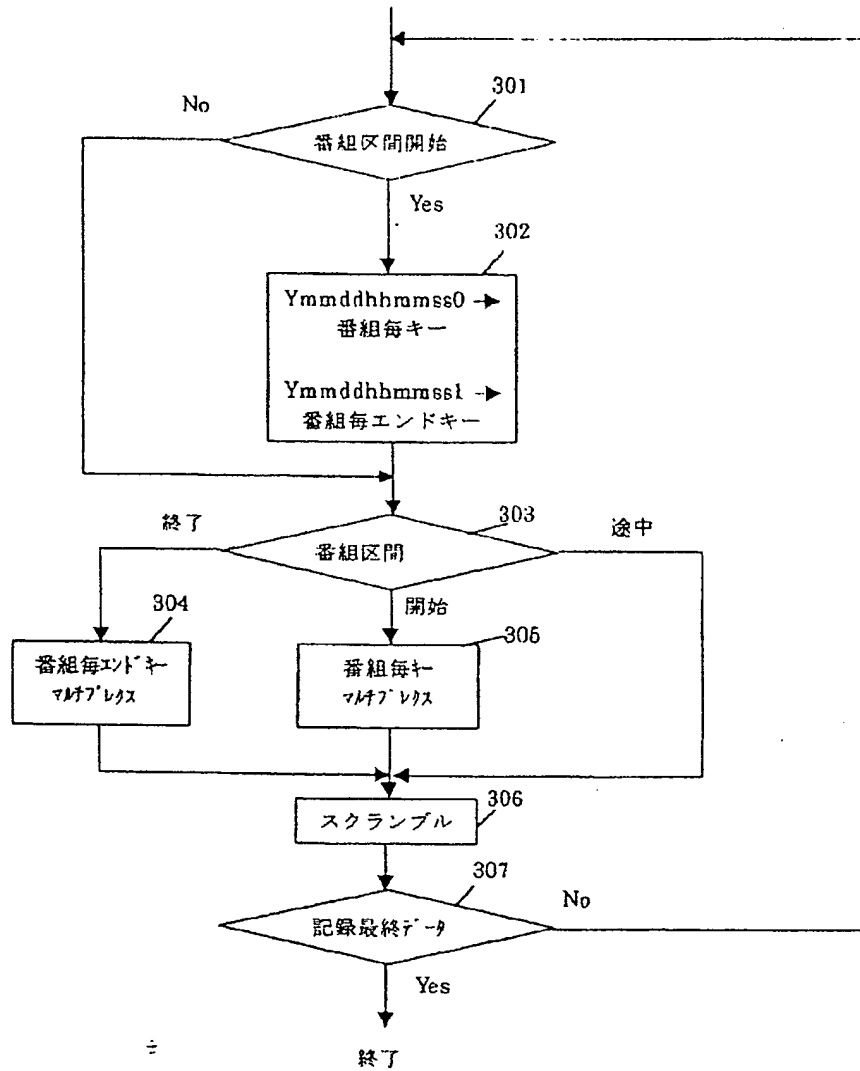 301
No
番組区間開始
Yes
302
Ymmddhhmmss0 →
番組毎キー
Ymmddhhmmss1 →
番組毎エンドキー
終了
303
途中
番組区間
開始
304
305
番組毎エンドキー
マルチプレクス
番組毎キー
マルチプレクス
306
スクランブル
307
No
記録最終データ
Yes
終了